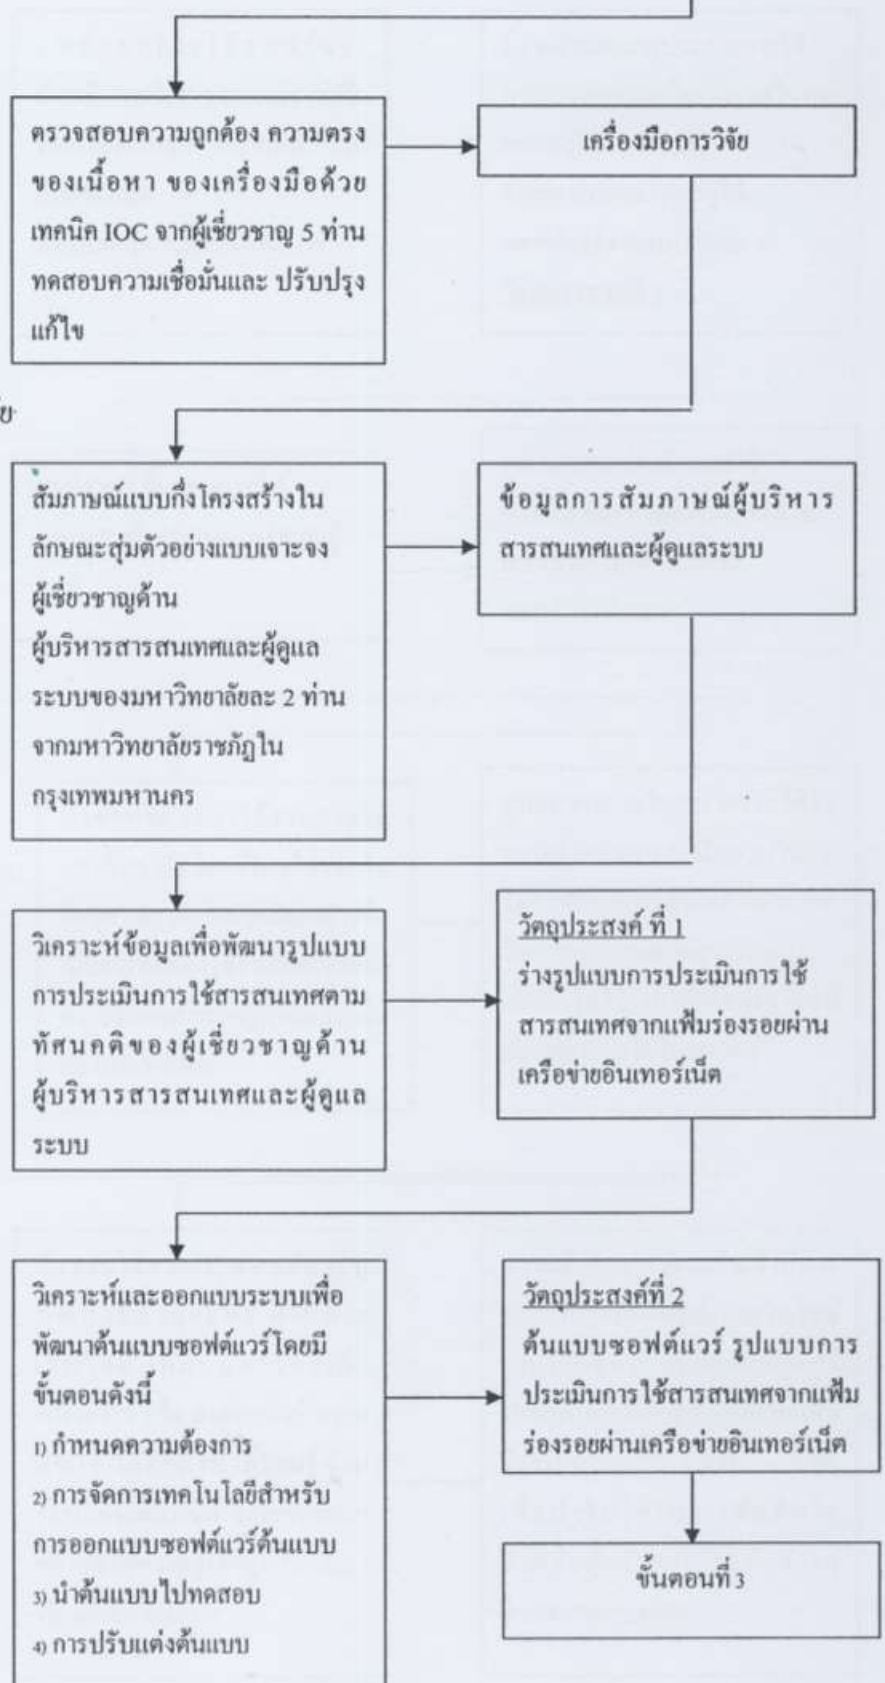 ตรวจสอบความถูกต้อง ความตรง
ของเนื้อหา ของเครื่องมือด้วย
เทคนิค IOC จากผู้เชี่ยวชาญ 5 ท่าน
ทดสอบความเชื่อมั่นและ ปรับปรุง
แก้ไข
เครื่องมือการวิจัย
สัมภาษณ์แบบกึ่งโครงสร้างใน
ลักษณะสุ่มตัวอย่างแบบเจาะจง
ผู้เชี่ยวชาญด้าน
ผู้บริหารสารสนเทศและผู้ดูแล
ระบบของมหาวิทยาลัยละ 2 ท่าน
จากมหาวิทยาลัยราชภัฏใน
กรุงเทพมหานคร
ข้อมูลการสัมภาษณ์ผู้บริหาร
สารสนเทศและผู้ดูแลระบบ
วิเคราะห์ข้อมูลเพื่อพัฒนารูปแบบ
การประเมินการใช้สารสนเทศตาม
ทัศนคติของผู้เชี่ยวชาญด้าน
ผู้บริหารสารสนเทศและผู้ดูแล
ระบบ
วัตถุประสงค์ ที่ 1
ร่างรูปแบบการประเมินการใช้
สารสนเทศจากแฟ้มร่องรอยผ่าน
เครือข่ายอินเทอร์เน็ต
วิเคราะห์และออกแบบระบบเพื่อ
พัฒนาต้นแบบซอฟต์แวร์โดยมี
ขั้นตอนดังนี้
1) กำหนดความต้องการ
2) การจัดการเทคโนโลยีสำหรับ
การออกแบบซอฟต์แวร์ต้นแบบ
3) นำต้นแบบไปทดสอบ
4) การปรับแต่งต้นแบบ
วัตถุประสงค์ที่ 2
ต้นแบบซอฟต์แวร์ รูปแบบการ
ประเมินการใช้สารสนเทศจากแฟ้ม
ร่องรอยผ่านเครือข่ายอินเทอร์เน็ต
ขั้นตอนที่ 3